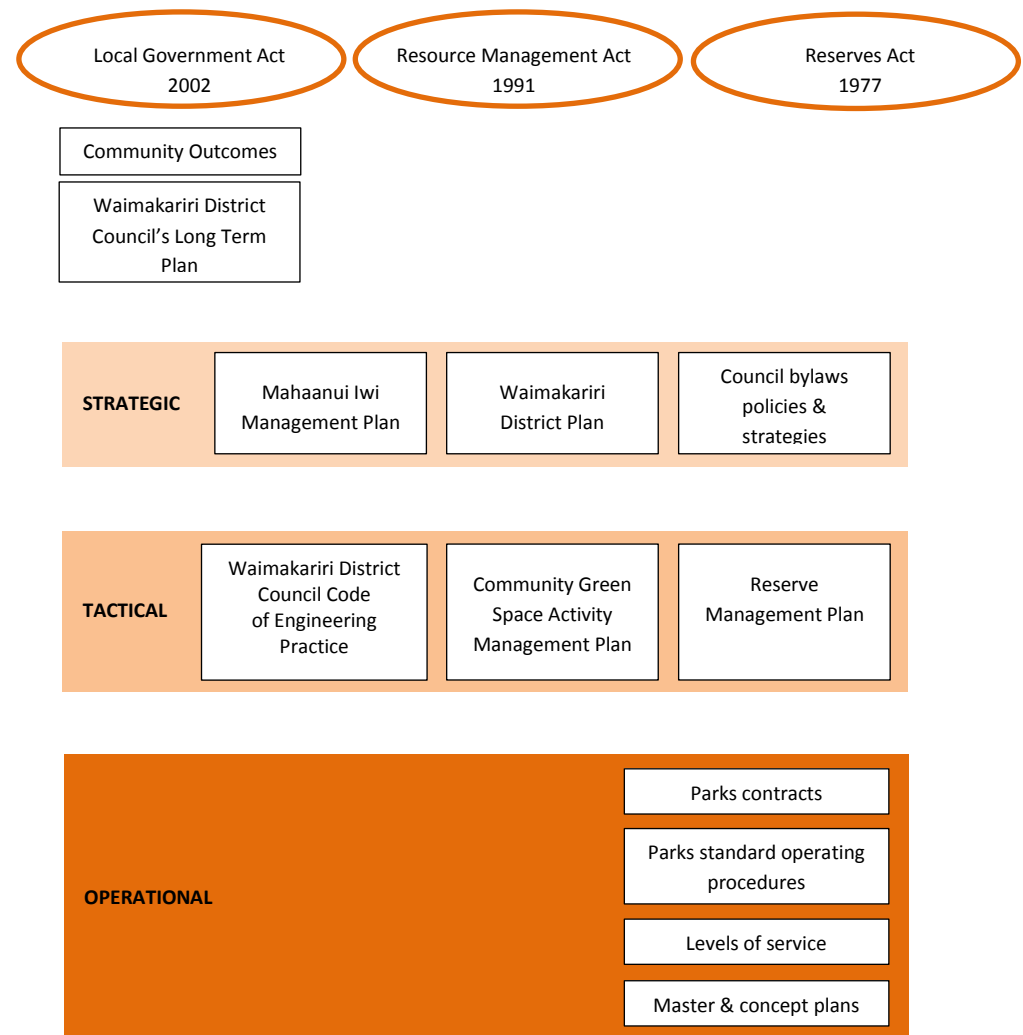 Local Government Act
2002
Resource Management Act
1991
Reserves Act
1977
Community Outcomes
Waimakariri District
Council’s Long Term
Plan
STRATEGIC
Mahaanui Iwi
Management Plan
Waimakariri
District Plan
Council bylaws
policies &
strategies
TACTICAL
Waimakariri District
Council Code
of Engineering
Practice
Community Green
Space Activity
Management Plan
Reserve
Management Plan
OPERATIONAL
Parks contracts
Parks standard operating
procedures
Levels of service
Master & concept plans